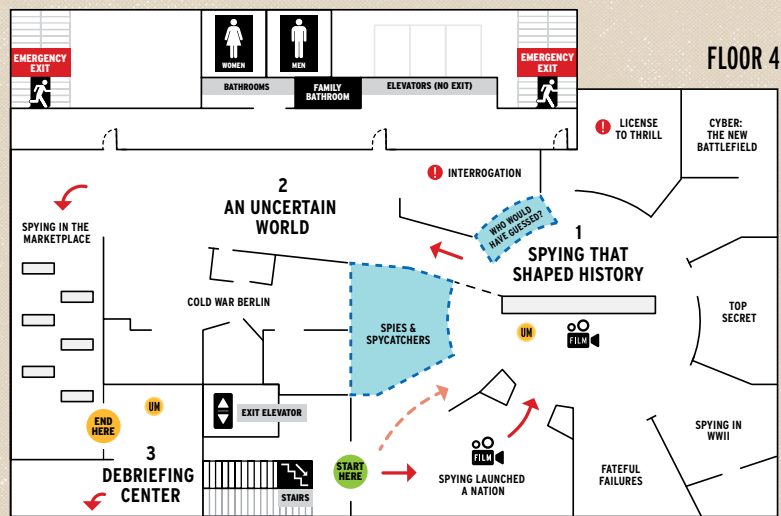 FLOOR 4
EMERGENCY
EXIT
WOMEN
MEN
BATHROOMS
FAMILY
BATHROOM
ELEVATORS (NO EXIT)
EMERGENCY
EXIT
! LICENSE
TO THRILL
CYBER:
THE NEW
BATTLEFIELD
! INTERROGATION
2
AN UNCERTAIN
WORLD
SPYING IN THE
MARKETPLACE
WHO WOULD
HAVE GUESSED?
1
SPYING THAT
SHAPED HISTORY
COLD WAR BERLIN
SPIES &
SPYCATCHERS
UM
FILM
TOP
SECRET
END
HERE
UM
EXIT ELEVATOR
3
DEBRIEFING
CENTER
STAIRS
START
HERE
FILM
SPYING LAUNCHED
A NATION
FATEFUL
FAILURES
SPYING IN
WWII